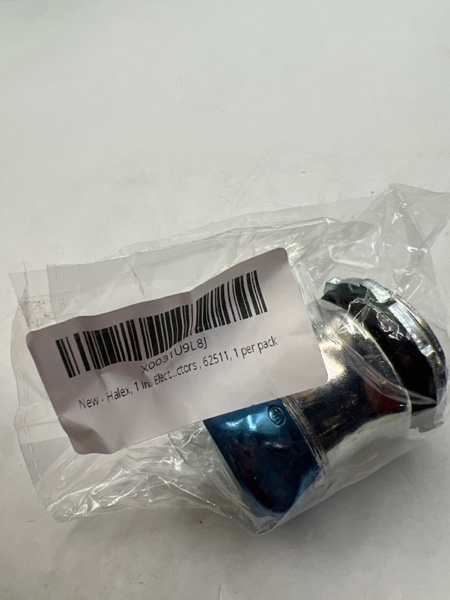 X0031U9L8J
New - Halex, 1 In. Elect...ctors , 62511, 1 per pack